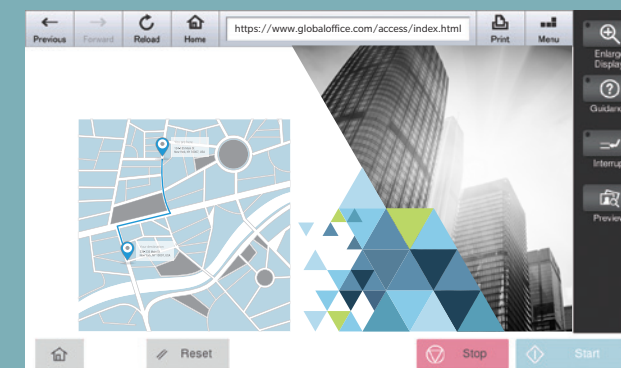 Previous
Forward
Reload
Home
https://www.globaloffice.com/access/index.html
Print
Menu
Enlarge
Display
Guidance
Interrup
Preview
Reset
Stop
Start